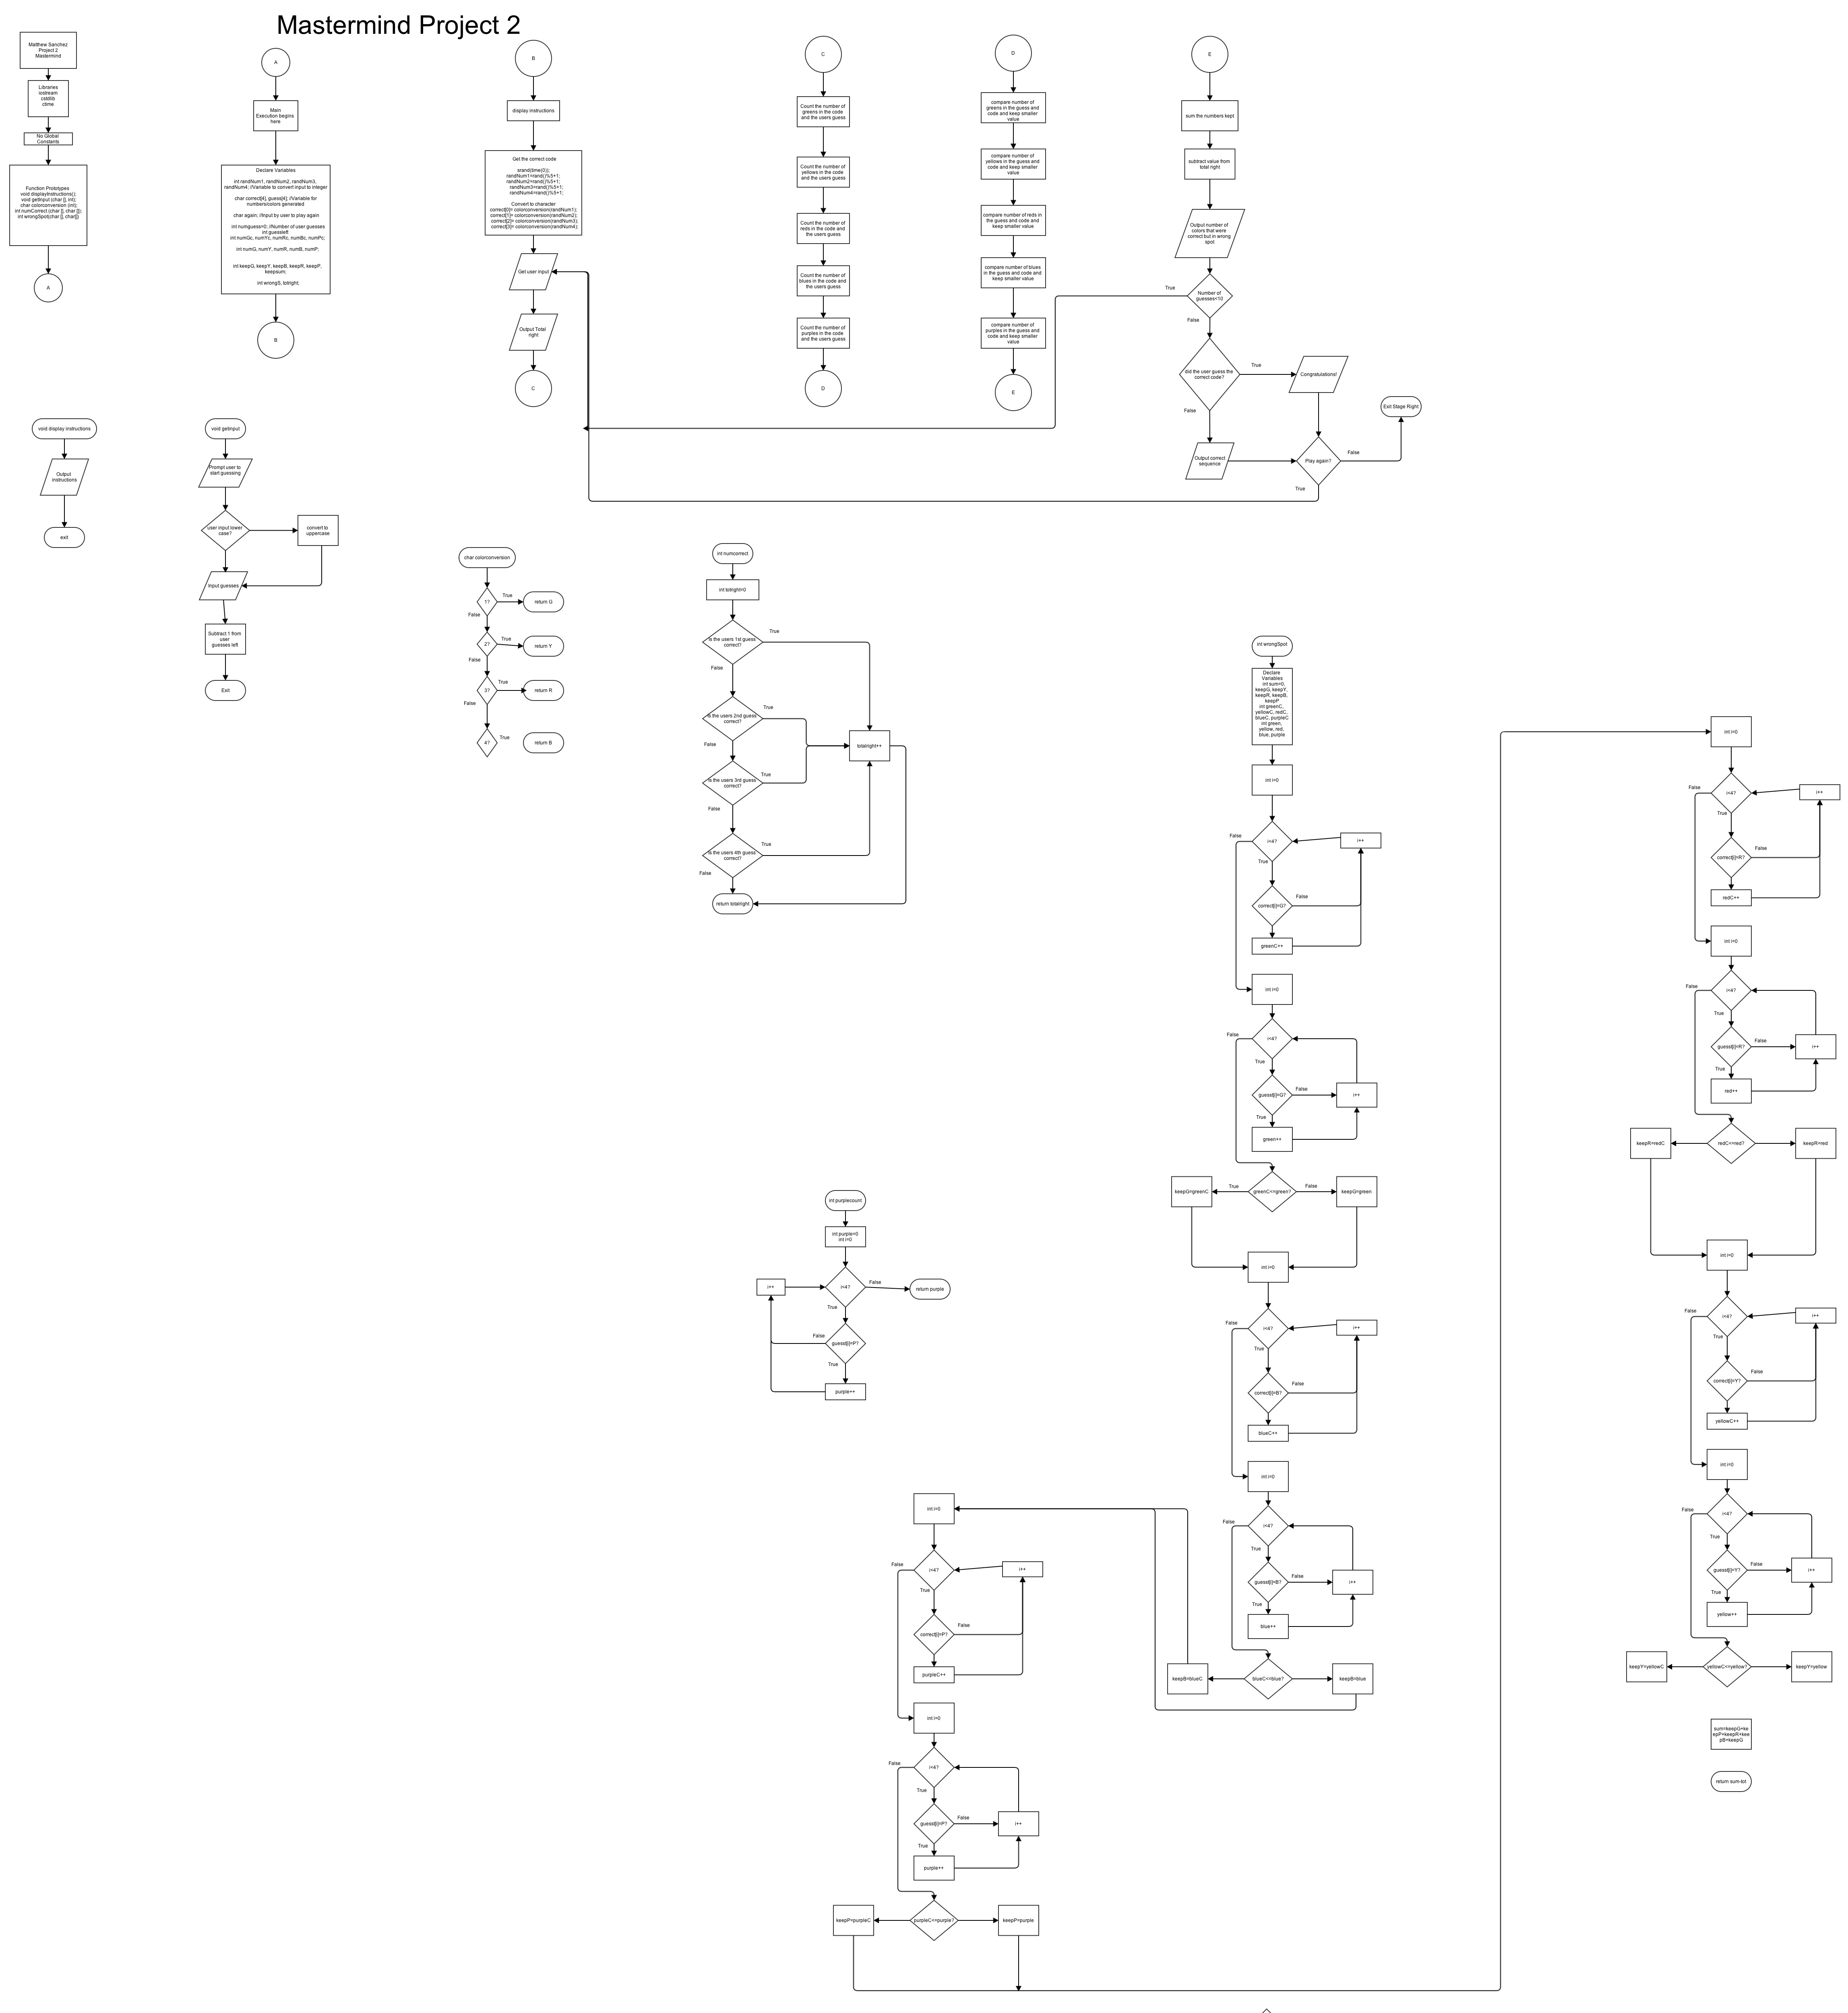 Mastermind Project 2
Matthew Sanchez
Project 2
Mastermind
Libraries
iostream
cstdlib
ctime
No Global
Constants
Function Prototypes
void displayInstructions();
void getInput (char [], int);
char colorconversion (int);
int numCorrect (char [], char []);
int wrongSpot(char [], char[])
A
A
Main
Execution begins
here
Declare Variables
int randNum1, randNum2, randNum3,
randNum4; //Variable to convert input to integer
char correct[4], guess[4]; //Variable for
numbers/colors generated
char again; //Input by user to play again
int numguess=0; //Number of user guesses
int guessleft
int numGc, numYc, numRc, numBc, numPc;
int numG, numY, numR, numB, numP;
int keepG, keepY, keepB, keepR, keepP,
keepsum;
int wrongS, totright;
B
B
display instructions
Get the correct code
srand(time(0));
randNum1=rand()%5+1;
randNum2=rand()%5+1;
randNum3=rand()%5+1;
randNum4=rand()%5+1;
Convert to character
correct[0]= colorconversion(randNum1);
correct[1]= colorconversion(randNum2);
correct[2]= colorconversion(randNum3);
correct[3]= colorconversion(randNum4);
Get user input
Output Total
right
C
C
Count the number of
greens in the code
and the users guess
Count the number of
yellows in the code
and the users guess
Count the number of
reds in the code and
the users guess
Count the number of
blues in the code and
the users guess
Count the number of
purples in the code
and the users guess
D
D
compare number of
greens in the guess and
code and keep smaller
value
compare number of
yellows in the guess and
code and keep smaller
value
compare number of reds in
the guess and code and
keep smaller value
compare number of blues
in the guess and code and
keep smaller value
compare number of
purples in the guess and
code and keep smaller
value
E
E
sum the numbers kept
subtract value from
total right
Output number of
colors that were
correct but in wrong
spot
Number of
guesses<10
True
False
did the user guess the
correct code?
True
Congratulations!
False
Output correct
sequence
Play again?
False
True
Exit Stage Right
void display instructions
Output
instructions
exit
void getInput
Prompt user to
start guessing
user input lower
case?
convert to
uppercase
Input guesses
Subtract 1 from
user
guesses left
Exit
char colorconversion
1?
True
return G
False
2?
True
return Y
False
3?
True
return R
False
4?
True
return B
int numcorrect
int totright=0
Is the users 1st guess
correct?
True
False
Is the users 2nd guess
correct?
True
False
Is the users 3rd guess
correct?
True
False
Is the users 4th guess
correct?
True
False
totalright++
return totalright
int purplecount
int purple=0
int i=0
i++
i<4?
False
return purple
True
guesst[i]=P?
False
True
purple++
int wrongSpot
Declare
Variables
int sum=0,
keepG, keepY,
keepR, keepB,
keepP
int greenC,
yellowC, redC,
blueC, purpleC
int green,
yellow, red,
blue, purple
int i=0
i<4?
False
i++
True
correct[i]=G?
False
greenC++
int i=0
i<4?
False
True
guesst[i]=G?
False
i++
True
green++
greenC<=green?
True
keepG=greenC
False
keepG=green
int i=0
i<4?
False
i++
True
correct[i]=B?
False
blueC++
int i=0
i<4?
False
True
guesst[i]=B?
False
i++
True
blue++
keepB=blueC
blueC<=blue?
keepB=blue
int i=0
i<4?
False
i++
True
correct[i]=P?
False
purpleC++
int i=0
i<4?
False
True
guesst[i]=P?
False
i++
True
purple++
keepP=purpleC
purpleC<=purple?
keepP=purple
int i=0
i<4?
False
i++
True
correct[i]=R?
False
redC++
int i=0
i<4?
False
True
guesst[i]=R?
False
i++
True
red++
keepR=redC
redC<=red?
keepR=red
int i=0
i<4?
False
i++
True
correct[i]=Y?
False
yellowC++
int i=0
i<4?
False
True
guesst[i]=Y?
False
i++
True
yellow++
keepY=yellowC
yellowC<=yellow?
keepY=yellow
sum=keepG+ke
epP+keepR+kee
pB+keepG
return sum-tot